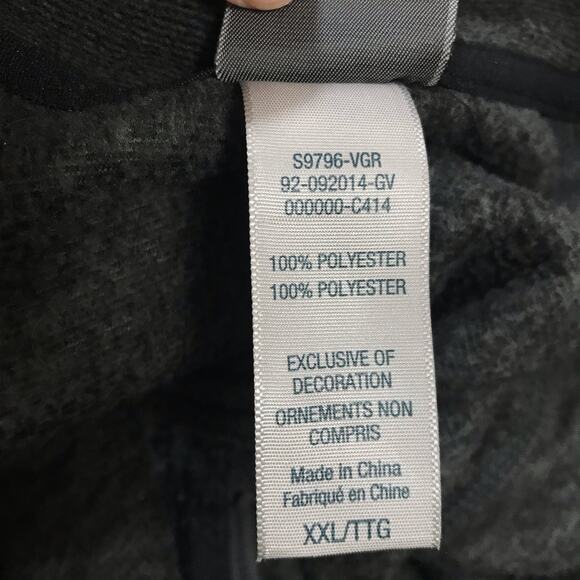 S9796-VGR
92-092014-GV
000000-C414
100% POLYESTER
100% POLYESTER
EXCLUSIVE OF
DECORATION
ORNEMENTS NON
COMPRIS
Made in China
Fabriqué en Chine
XXL/TTG